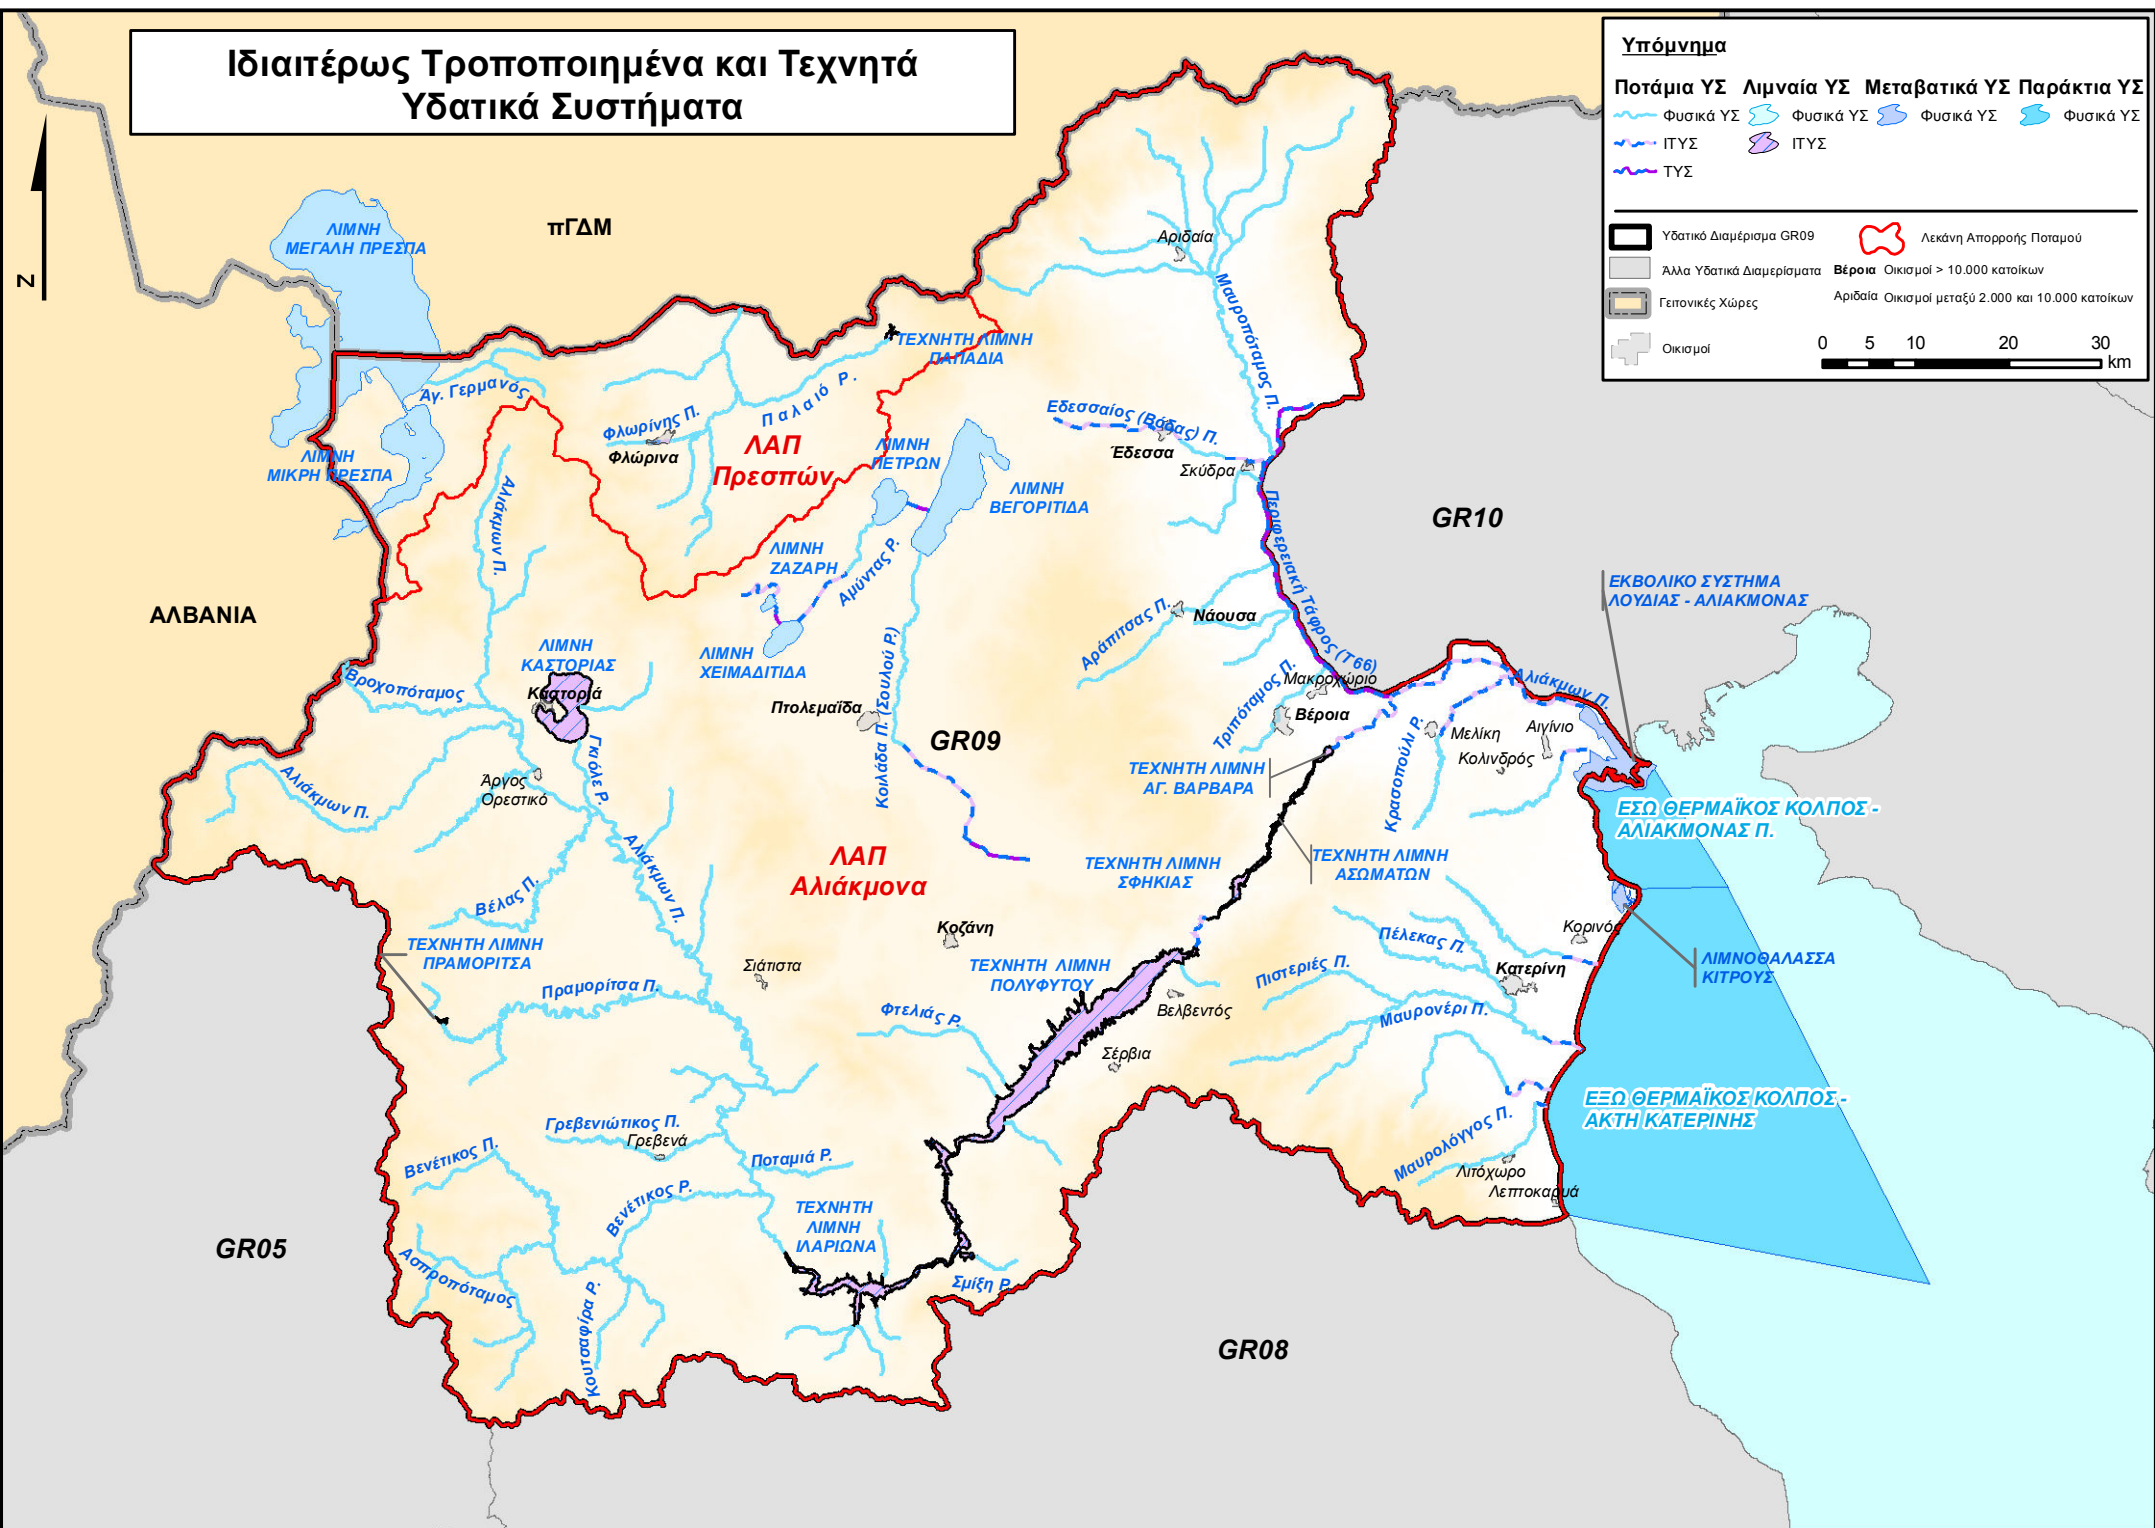 Ιδιαιτέρως Τροποποιημένα και Τεχνητά
Υδατικά Συστήματα
Υπόμνημα
Ποτάμια ΥΣ Λιμναία ΥΣ Μεταβατικά ΥΣ Παράκτια ΥΣ
Φυσικά ΥΣ Φυσικά ΥΣ Φυσικά ΥΣ Φυσικά ΥΣ
ΙΤΥΣ ΙΤΥΣ
ΤΥΣ
Υδατικό Διαμέρισμα GR09 Λεκάνη Απορροής Ποταμού
Άλλα Υδατικά Διαμερίσματα Βέροια Οικισμοί > 10.000 κατοίκων
Γειτονικές Χώρες Αριδαία Οικισμοί μεταξύ 2.000 και 10.000 κατοίκων
Οικισμοί
0 5 10 20 30
km
N
πΓΔΜ
ΛΙΜΝΗ
ΜΕΓΑΛΗ ΠΡΕΣΠΑ
Αριδαία
Μαυροπόταμος Π.
ΤΕΧΝΗΤΗ ΛΙΜΝΗ
ΠΑΠΑΔΙΑ
Άγ. Γερμανός
Παλαιό Ρ.
Φλωρίνης Π.
Φλώρινα
ΛΑΠ
Πρεσπών
ΛΙΜΝΗ
ΠΕΤΡΩΝ
ΛΙΜΝΗ
ΒΕΓΟΡΙΤΙΔΑ
Εδεσσαίος (Βόδας) Π.
Έδεσσα
Σκύδρα
ΛΙΜΝΗ
ΜΙΚΡΗ ΠΡΕΣΠΑ
Αλιάκμων Π.
GR10
Περιφερειακή Τάφρος (Τ66)
ΛΙΜΝΗ
ΖΑΖΑΡΗ
Αμύντας Ρ.
ΑΛΒΑΝΙΑ
ΕΚΒΟΛΙΚΟ ΣΥΣΤΗΜΑ
ΛΟΥΔΙΑΣ - ΑΛΙΑΚΜΟΝΑΣ
Αράπιτσας Π.
Νάουσα
ΛΙΜΝΗ
ΚΑΣΤΟΡΙΑΣ
Καστοριά
ΛΙΜΝΗ
ΧΕΙΜΑΔΙΤΙΔΑ
Βροχοπόταμος
Πτολεμαΐδα
Κοιλάδα Π. (Σουλού Ρ.)
GR09
Τριπόταμος Π.
Μακροχώριο
Βέροια
Αλιάκμων Π.
Μελίκη
Αιγίνιο
Κολινδρός
Κρασοπούλι Ρ.
Γκιόλε Ρ.
Άργος
Ορεστικό
Αλιάκμων Π.
ΤΕΧΝΗΤΗ ΛΙΜΝΗ
ΑΓ. ΒΑΡΒΑΡΑ
ΕΣΩ ΘΕΡΜΑΪΚΟΣ ΚΟΛΠΟΣ -
ΑΛΙΑΚΜΟΝΑΣ Π.
Αλιάκμων Π.
ΛΑΠ
Αλιάκμονα
ΤΕΧΝΗΤΗ ΛΙΜΝΗ
ΣΦΗΚΙΑΣ
ΤΕΧΝΗΤΗ ΛΙΜΝΗ
ΑΣΩΜΑΤΩΝ
Βέλας Π.
ΤΕΧΝΗΤΗ ΛΙΜΝΗ
ΠΡΑΜΟΡΙΤΣΑ
Πραμορίτσα Π.
Σιάτιστα
Κοζάνη
ΤΕΧΝΗΤΗ ΛΙΜΝΗ
ΠΟΛΥΦΥΤΟΥ
Πέλεκας Π.
Πιστεριές Π.
Κορινός
Κατερίνη
ΛΙΜΝΟΘΑΛΑΣΣΑ
ΚΙΤΡΟΥΣ
Φτελιάς Ρ.
Βελβεντός
Μαυρονέρι Π.
Σέρβια
ΕΞΩ ΘΕΡΜΑΪΚΟΣ ΚΟΛΠΟΣ -
ΑΚΤΗ ΚΑΤΕΡΙΝΗΣ
Γρεβενιώτικος Π.
Γρεβενά
Βενέτικος Π.
Ποταμιά Ρ.
Μαυρολόγγος Π.
Λιτόχωρο
Λεπτοκαρυά
Βενέτικος Ρ.
ΤΕΧΝΗΤΗ
ΛΙΜΝΗ
ΙΛΑΡΙΩΝΑ
GR05
Ασπροπόταμος
Κουτσαφίρα Ρ.
Σμίξη Ρ.
GR08